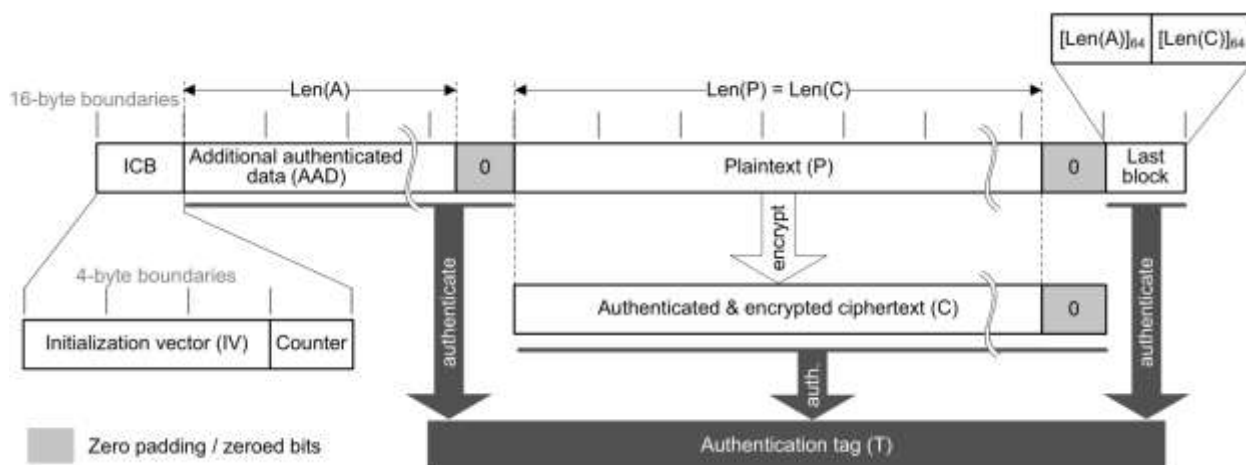 [Len(A)]64 [Len(C)]64
16-byte boundaries
Len(A)
Len(P) = Len(C)
ICB
Additional authenticated
data (AAD)
0
Plaintext (P)
0
Last
block
encrypt
4-byte boundaries
authenticate
authenticate
Initialization vector (IV)
Counter
Authenticated & encrypted ciphertext (C)
0
auth.
Zero padding / zeroed bits
Authentication tag (T)